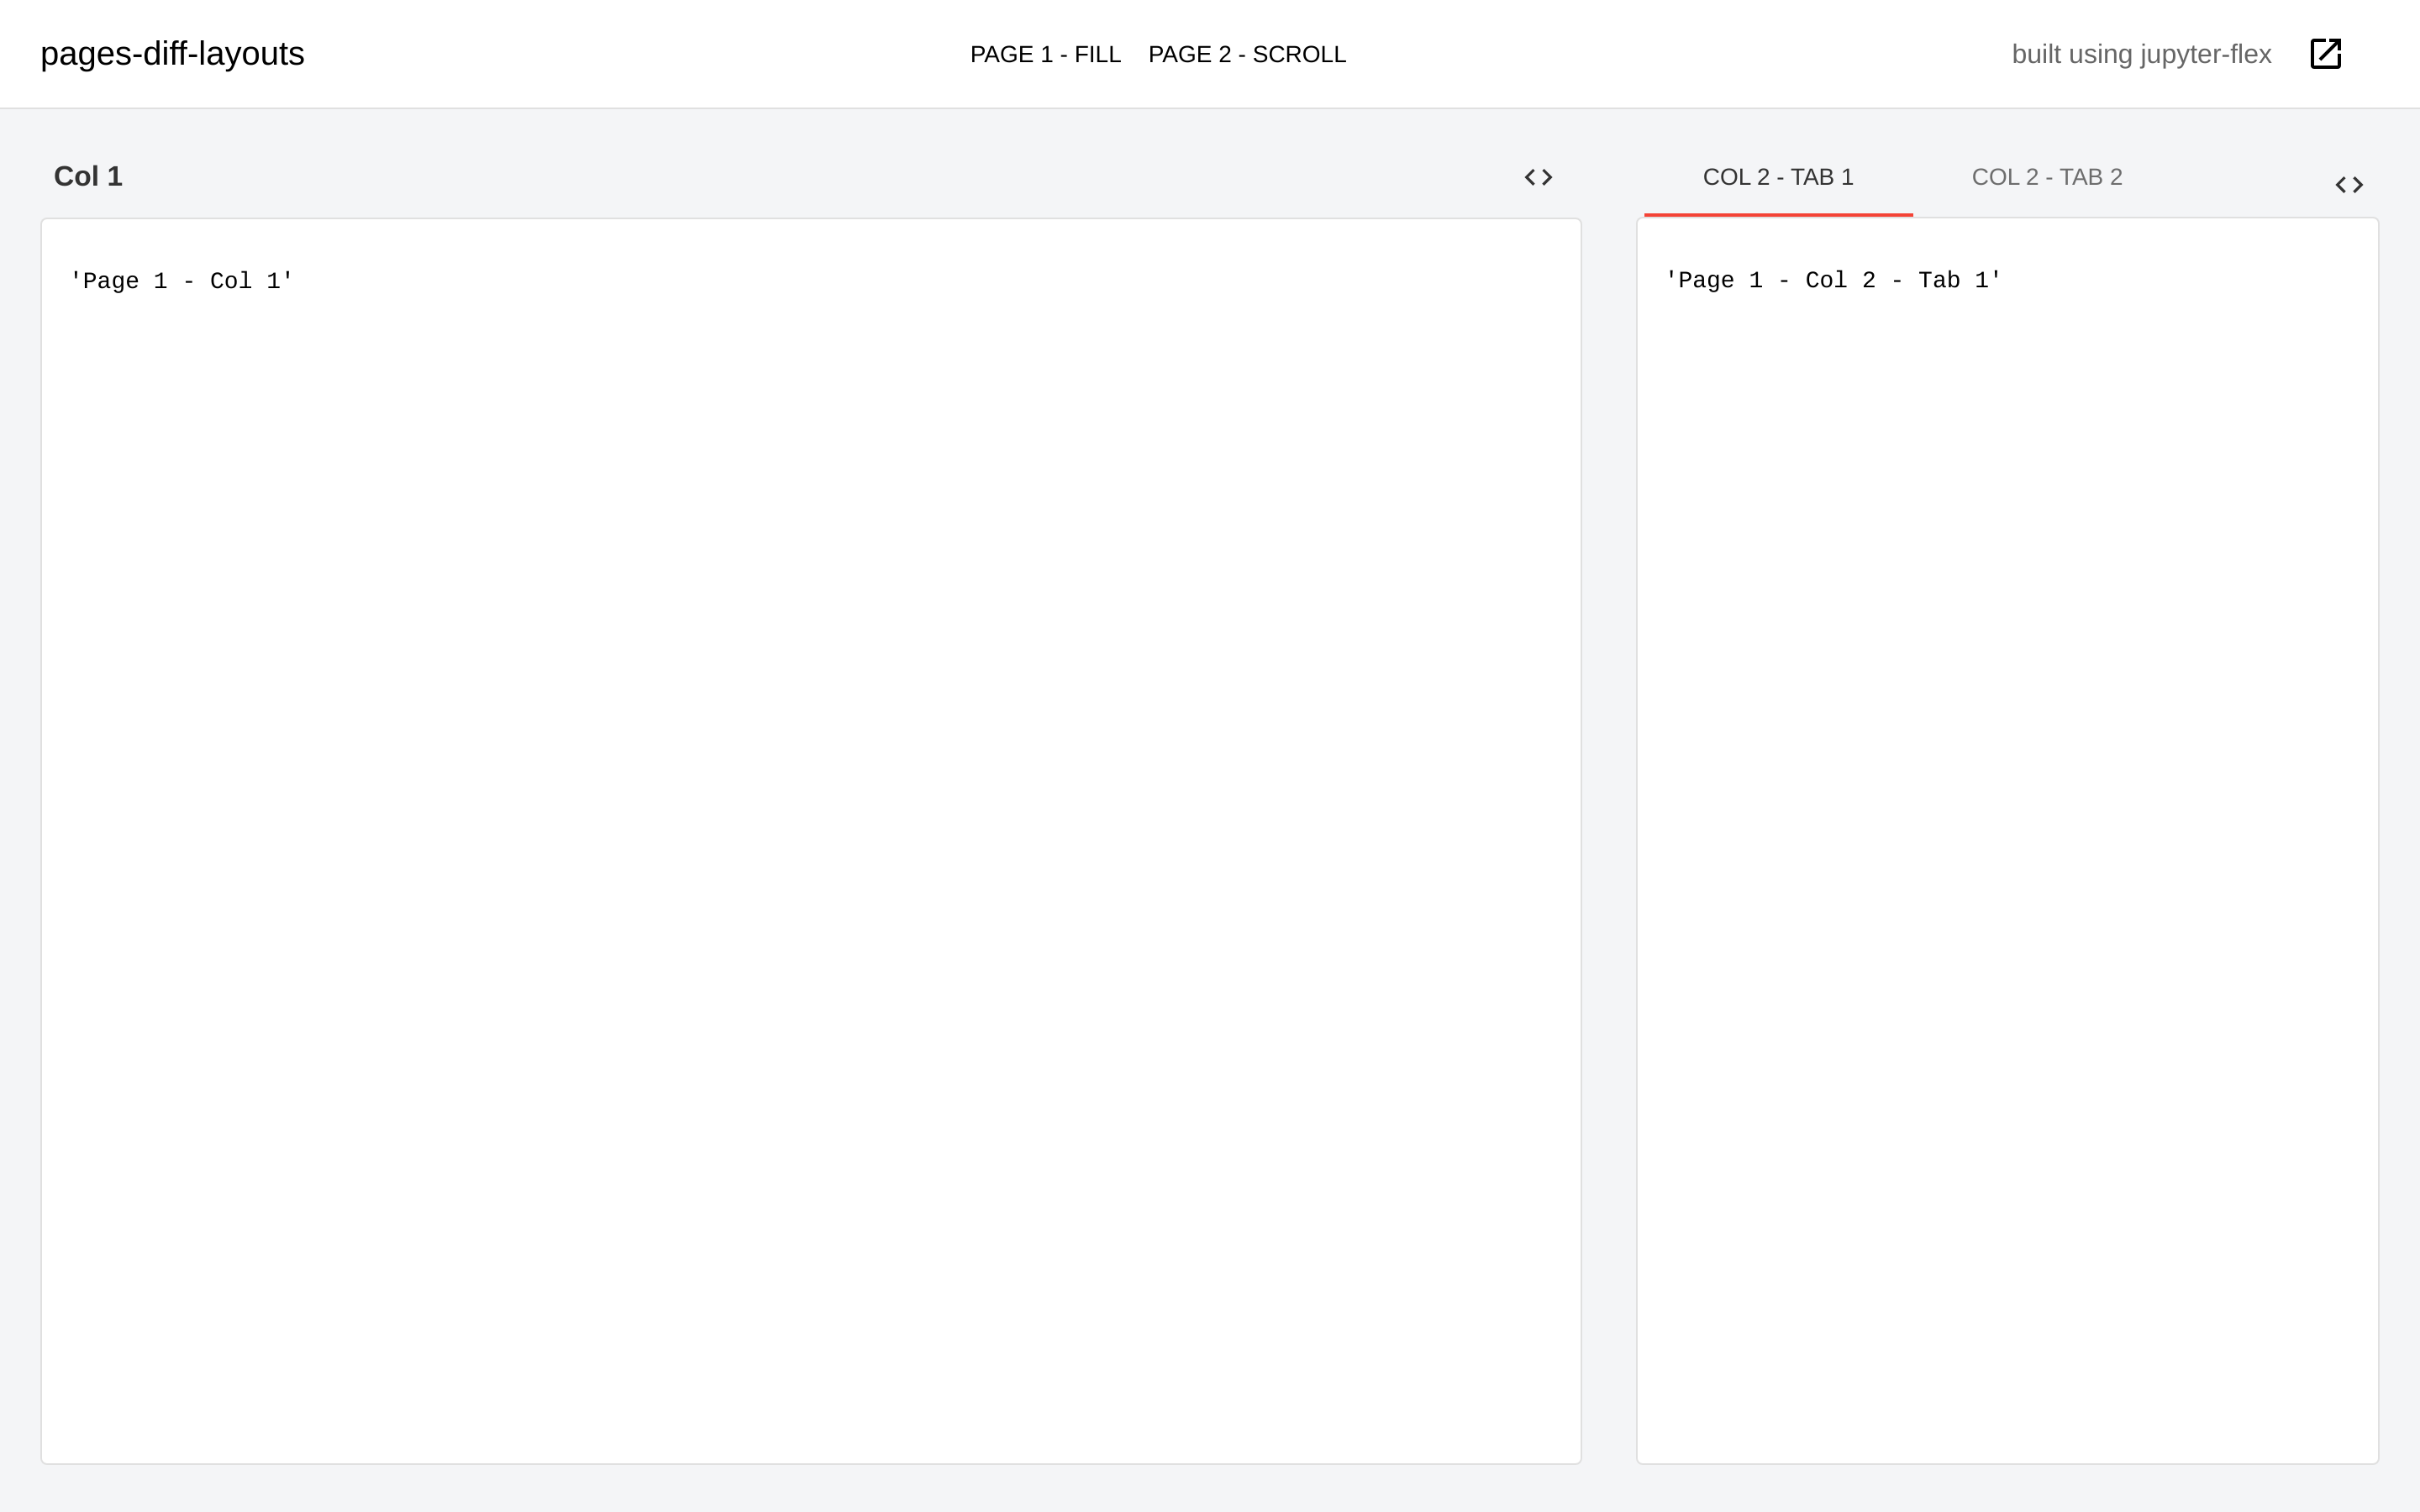 pages-diff-layouts
PAGE 1 - FILL PAGE 2 - SCROLL
built using jupyter-flex
Col 1
'Page 1 - Col 1'
COL 2 - TAB 1 COL 2 - TAB 2
'Page 1 - Col 2 - Tab 1'